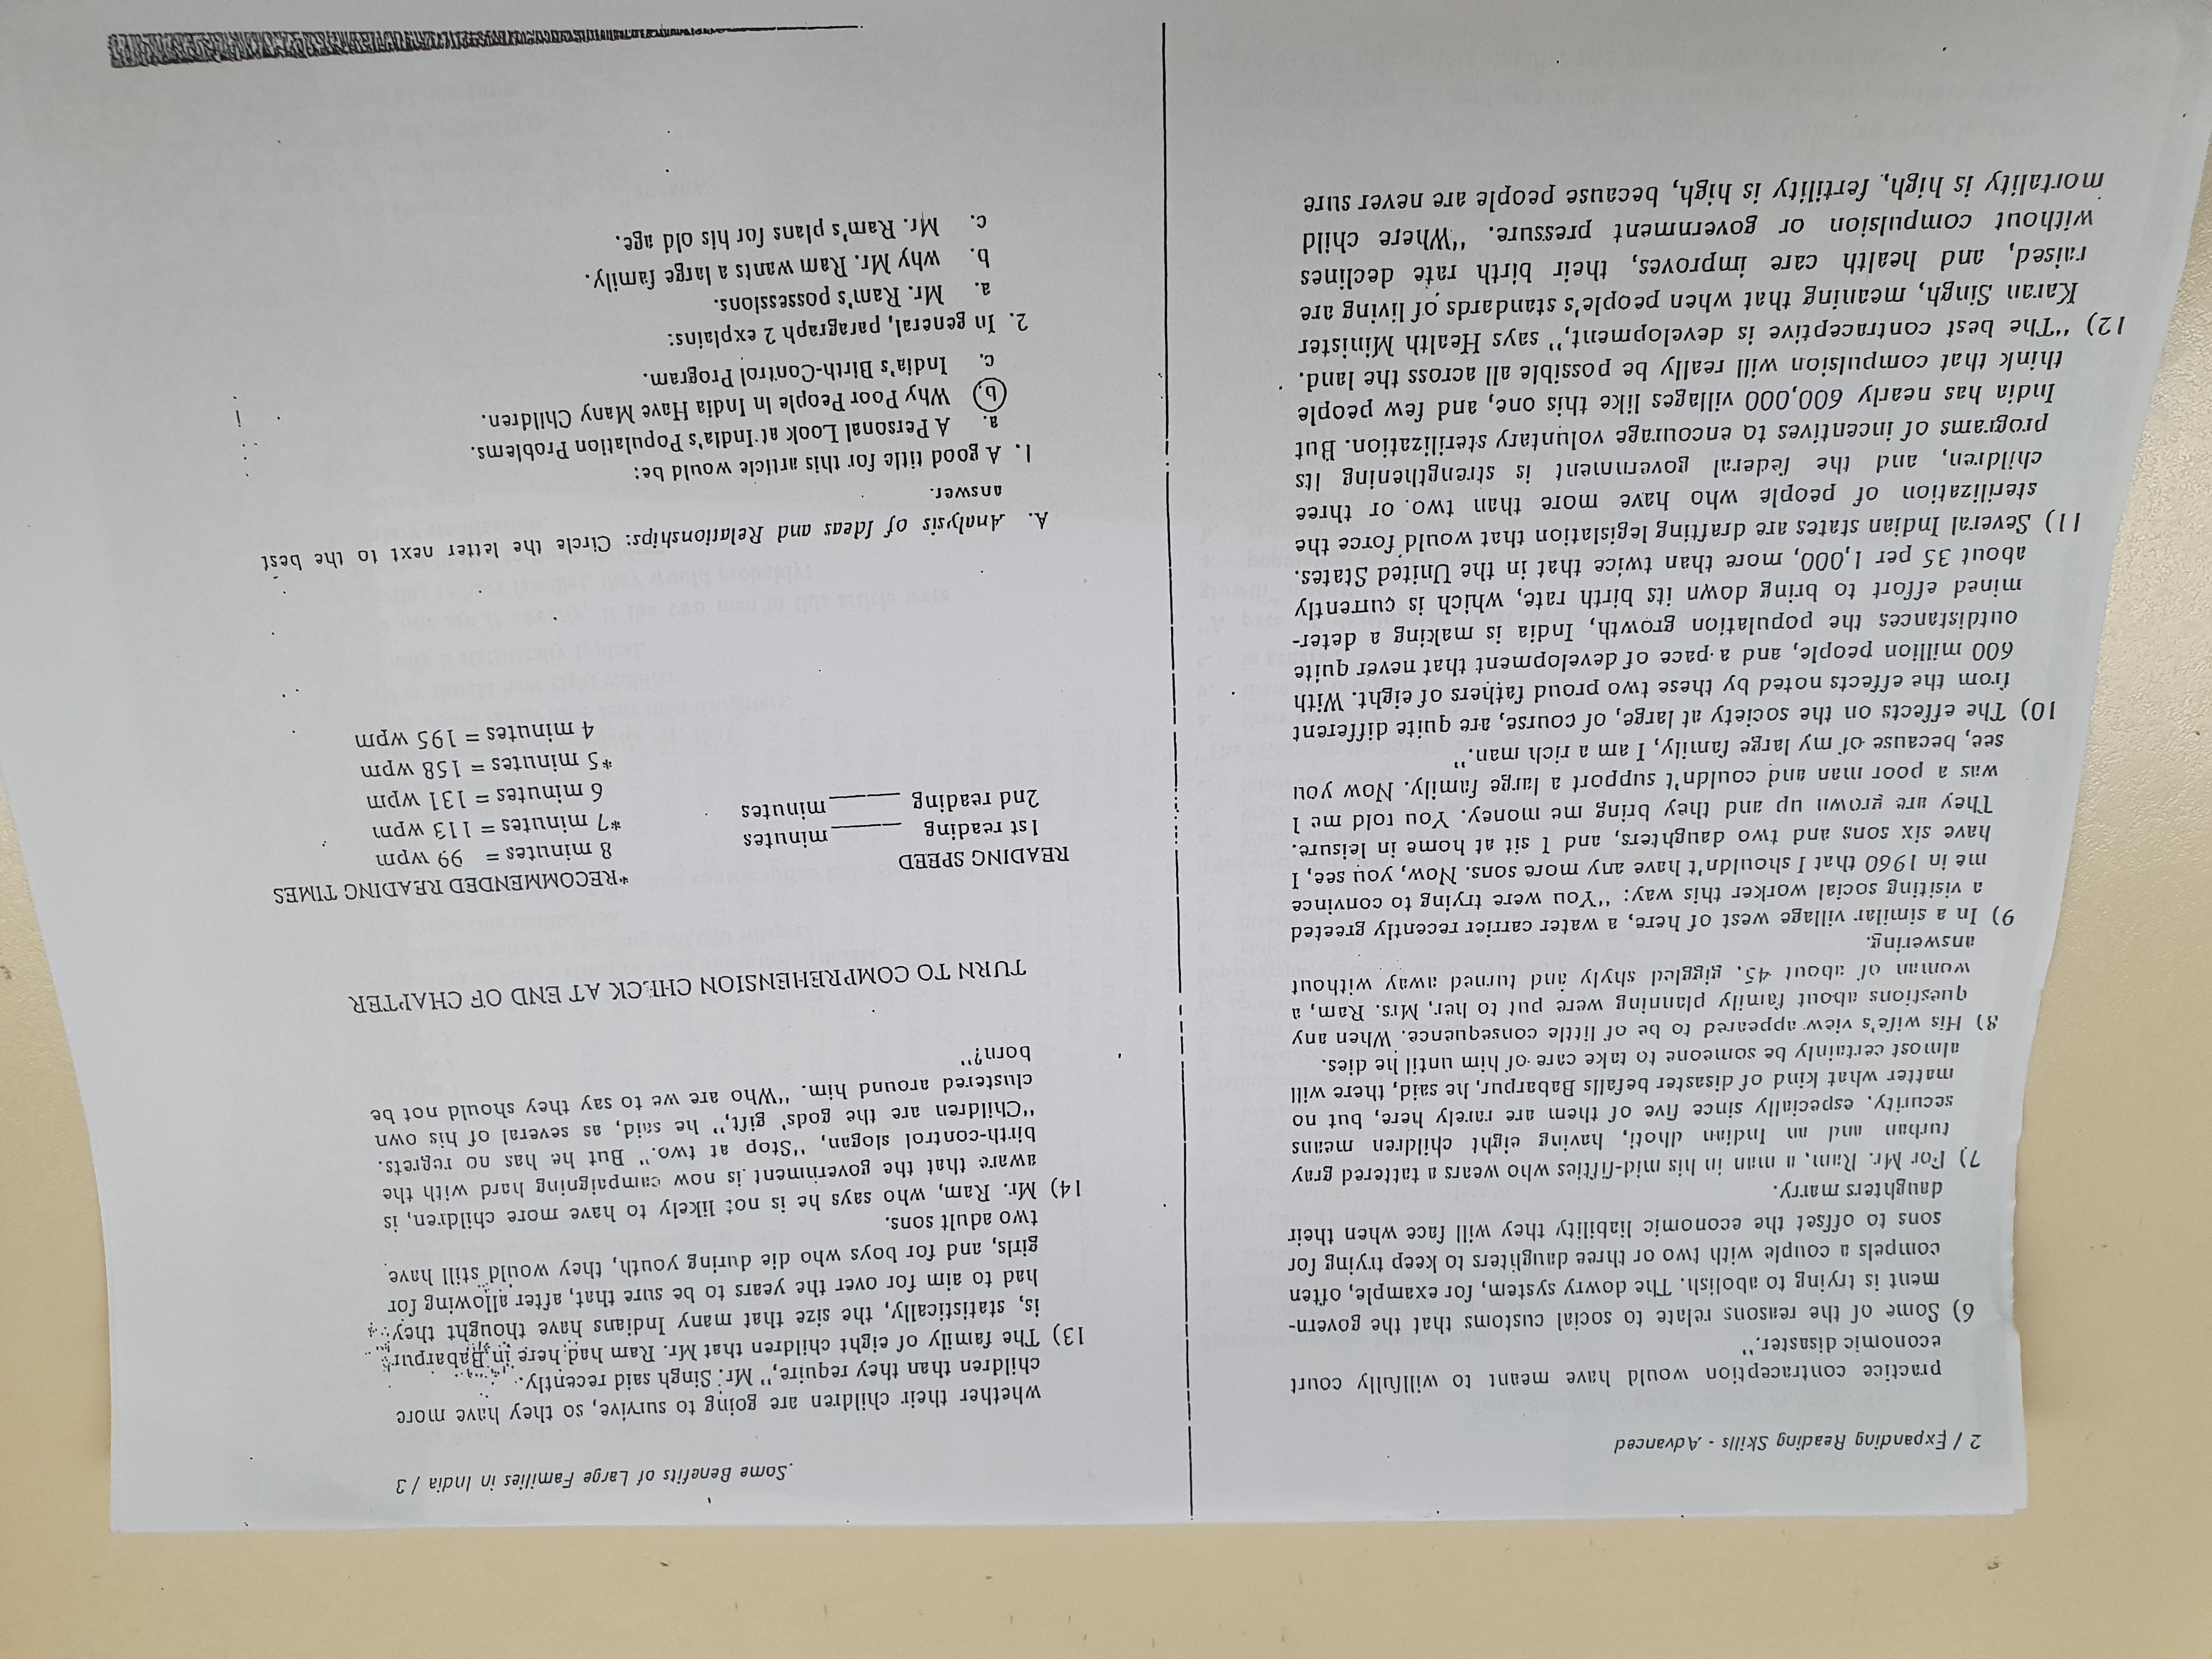 2 / Expanding Reading Skills - Advanced
practice contraception would have meant to willfully court
economic disaster."
6) Some of the reasons relate to social customs that the govern-
ment is trying to abolish. The dowry system, for example, often
compels a couple with two or three daughters to keep trying for
sons to offset the economic liability they will face when their
daughters marry.
7) For Mr. Ram, a man in his mid-fifties who wears a tattered gray
turban and an Indian dhoti, having eight children means
security, especially since five of them are rarely here, but no
matter what kind of disaster befalls Babarpur, he said, there will
almost certainly be someone to take care of him until he dies.
8) His wife's view appeared to be of little consequence. When any
questions about family planning were put to her, Mrs. Ram, a
woman of about 45, giggled shyly and turned away without
answering.
9) In a similar village west of here, a water carrier recently greeted
a visiting social worker this way: "You were trying to convince
me in 1960 that I shouldn't have any more sons. Now, you see, I
have six sons and two daughters, and I sit at home in leisure.
They are grown up and they bring me money. You told me I
was a poor man and couldn't support a large family. Now you
see, because of my large family, I am a rich man."
10) The effects on the society at large, of course, are quite different
from the effects noted by these two proud fathers of eight. With
600 million people, and a pace of development that never quite
outdistances the population growth, India is making a deter-
mined effort to bring down its birth rate, which is currently
about 35 per 1,000, more than twice that in the United States.
11) Several Indian states are drafting legislation that would force the
sterilization of people who have more than two or three
children, and the federal government is strengthening its
programs of incentives to encourage voluntary sterilization. But
India has nearly 600,000 villages like this one, and few people
think that compulsion will really be possible all across the land.
12) "The best contraceptive is development," says Health Minister
Karan Singh, meaning that when people's standards of living are
raised, and health care improves, their birth rate declines
without compulsion or government pressure. "Where child
mortality is high, fertility is high, because people are never sure
Some Benefits of Large Families in India / 3
whether their children are going to survive, so they have more
children than they require," Mr. Singh said recently.
13) The family of eight children that Mr. Ram had here in Babarpur
is, statistically, the size that many Indians have thought they
had to aim for over the years to be sure that, after allowing for
girls, and for boys who die during youth, they would still have
two adult sons.
14) Mr. Ram, who says he is not likely to have more children, is
aware that the government is now campaigning hard with the
birth-control slogan, "Stop at two." But he has no regrets.
"Children are the gods' gift," he said, as several of his own
clustered around him. "Who are we to say they should not be
born?"
TURN TO COMPREHENSION CHECK AT END OF CHAPTER
READING SPEED
1st reading ______ minutes
2nd reading ______ minutes
*RECOMMENDED READING TIMES
8 minutes = 99 wpm
*7 minutes = 113 wpm
6 minutes = 131 wpm
*5 minutes = 158 wpm
4 minutes = 195 wpm
A. Analysis of Ideas and Relationships: Circle the letter next to the best
answer.
1. A good title for this article would be:
a. A Personal Look at India's Population Problems.
b. Why Poor People In India Have Many Children.
c. India's Birth-Control Program.
2. In general, paragraph 2 explains:
a. Mr. Ram's possessions.
b. why Mr. Ram wants a large family.
c. Mr. Ram's plans for his old age.